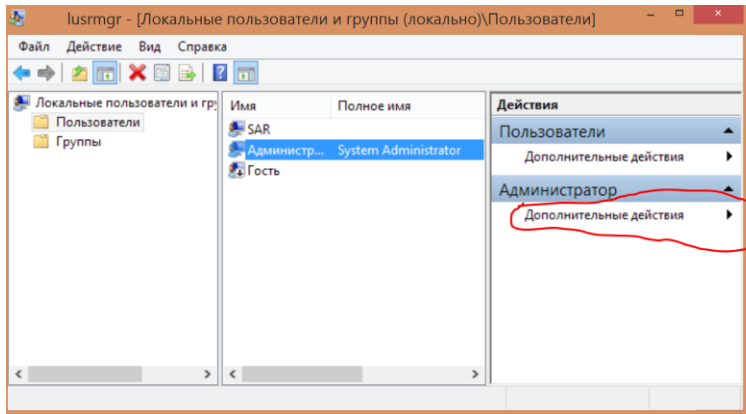 lusrmgr - [Локальные пользователи и группы (локально)\Пользователи]
Файл Действие Вид Справка
Локальные пользователи и гр
Пользователи
Группы
Имя Полное имя
SAR
Администр... System Administrator
Гость
Действия
Пользователи
Дополнительные действия
Администратор
Дополнительные действия